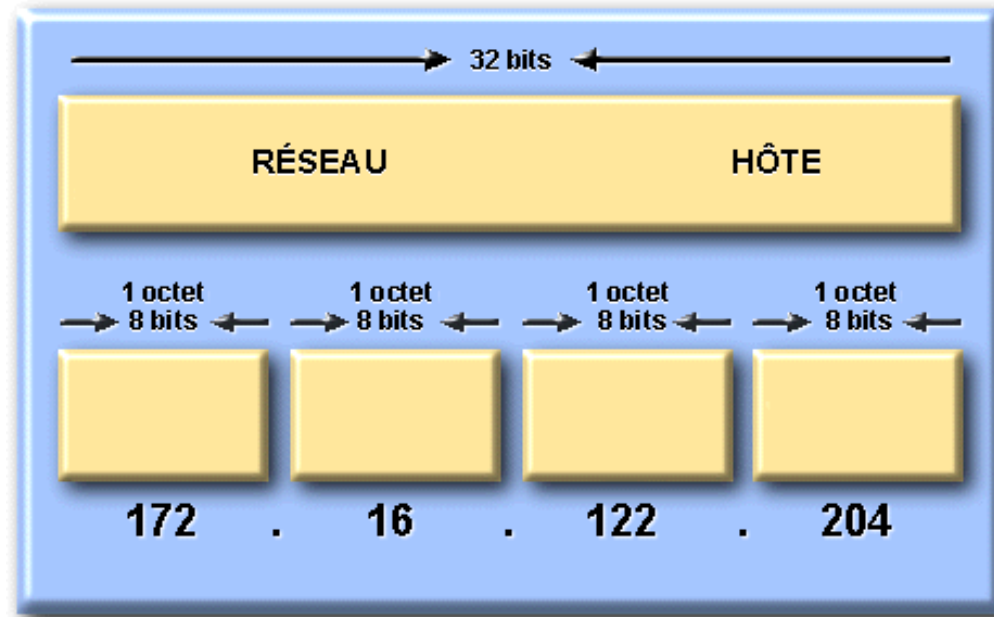 32 bits
RÉSEAU HÔTE
1 octet 1 octet 1 octet 1 octet
8 bits 8 bits 8 bits 8 bits
172 . 16 . 122 . 204